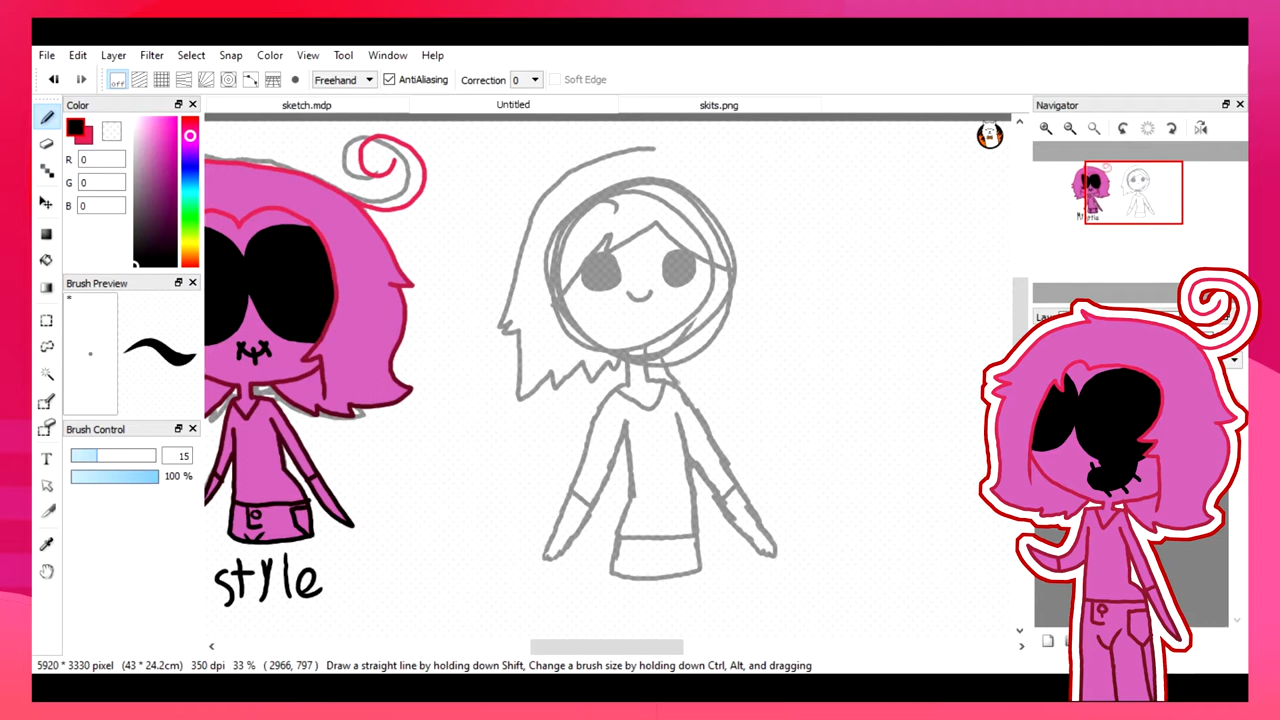 File Edit Layer Filter Select Snap Color View Tool Window Help
off Freehand AntiAliasing Correction 0 Soft Edge
Color sketch.mdp Untitled skits.png Navigator
R 0
G 0
B 0
Brush Preview
Brush Control
15
100 %
T
style
5920 * 3330 pixel (43 * 24.2cm) 350 dpi 33 % ( 2966, 797 ) Draw a straight line by holding down Shift, Change a brush size by holding down Ctrl, Alt, and dragging